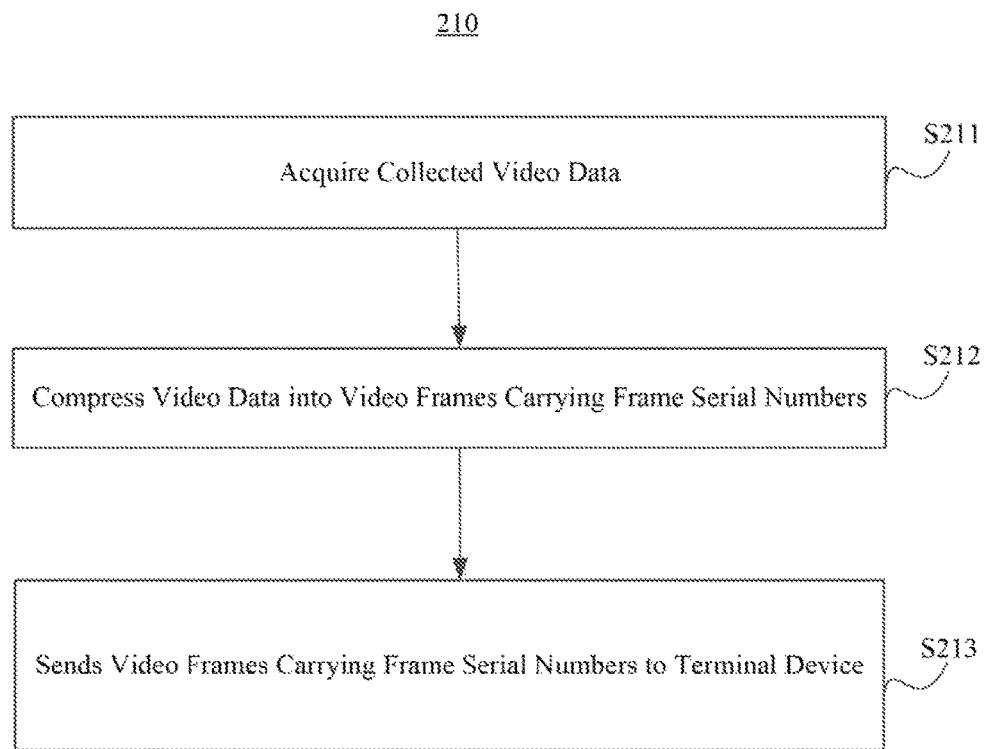 210
S211
Acquire Collected Video Data
S212
Compress Video Data into Video Frames Carrying Frame Serial Numbers
S213
Sends Video Frames Carrying Frame Serial Numbers to Terminal Device